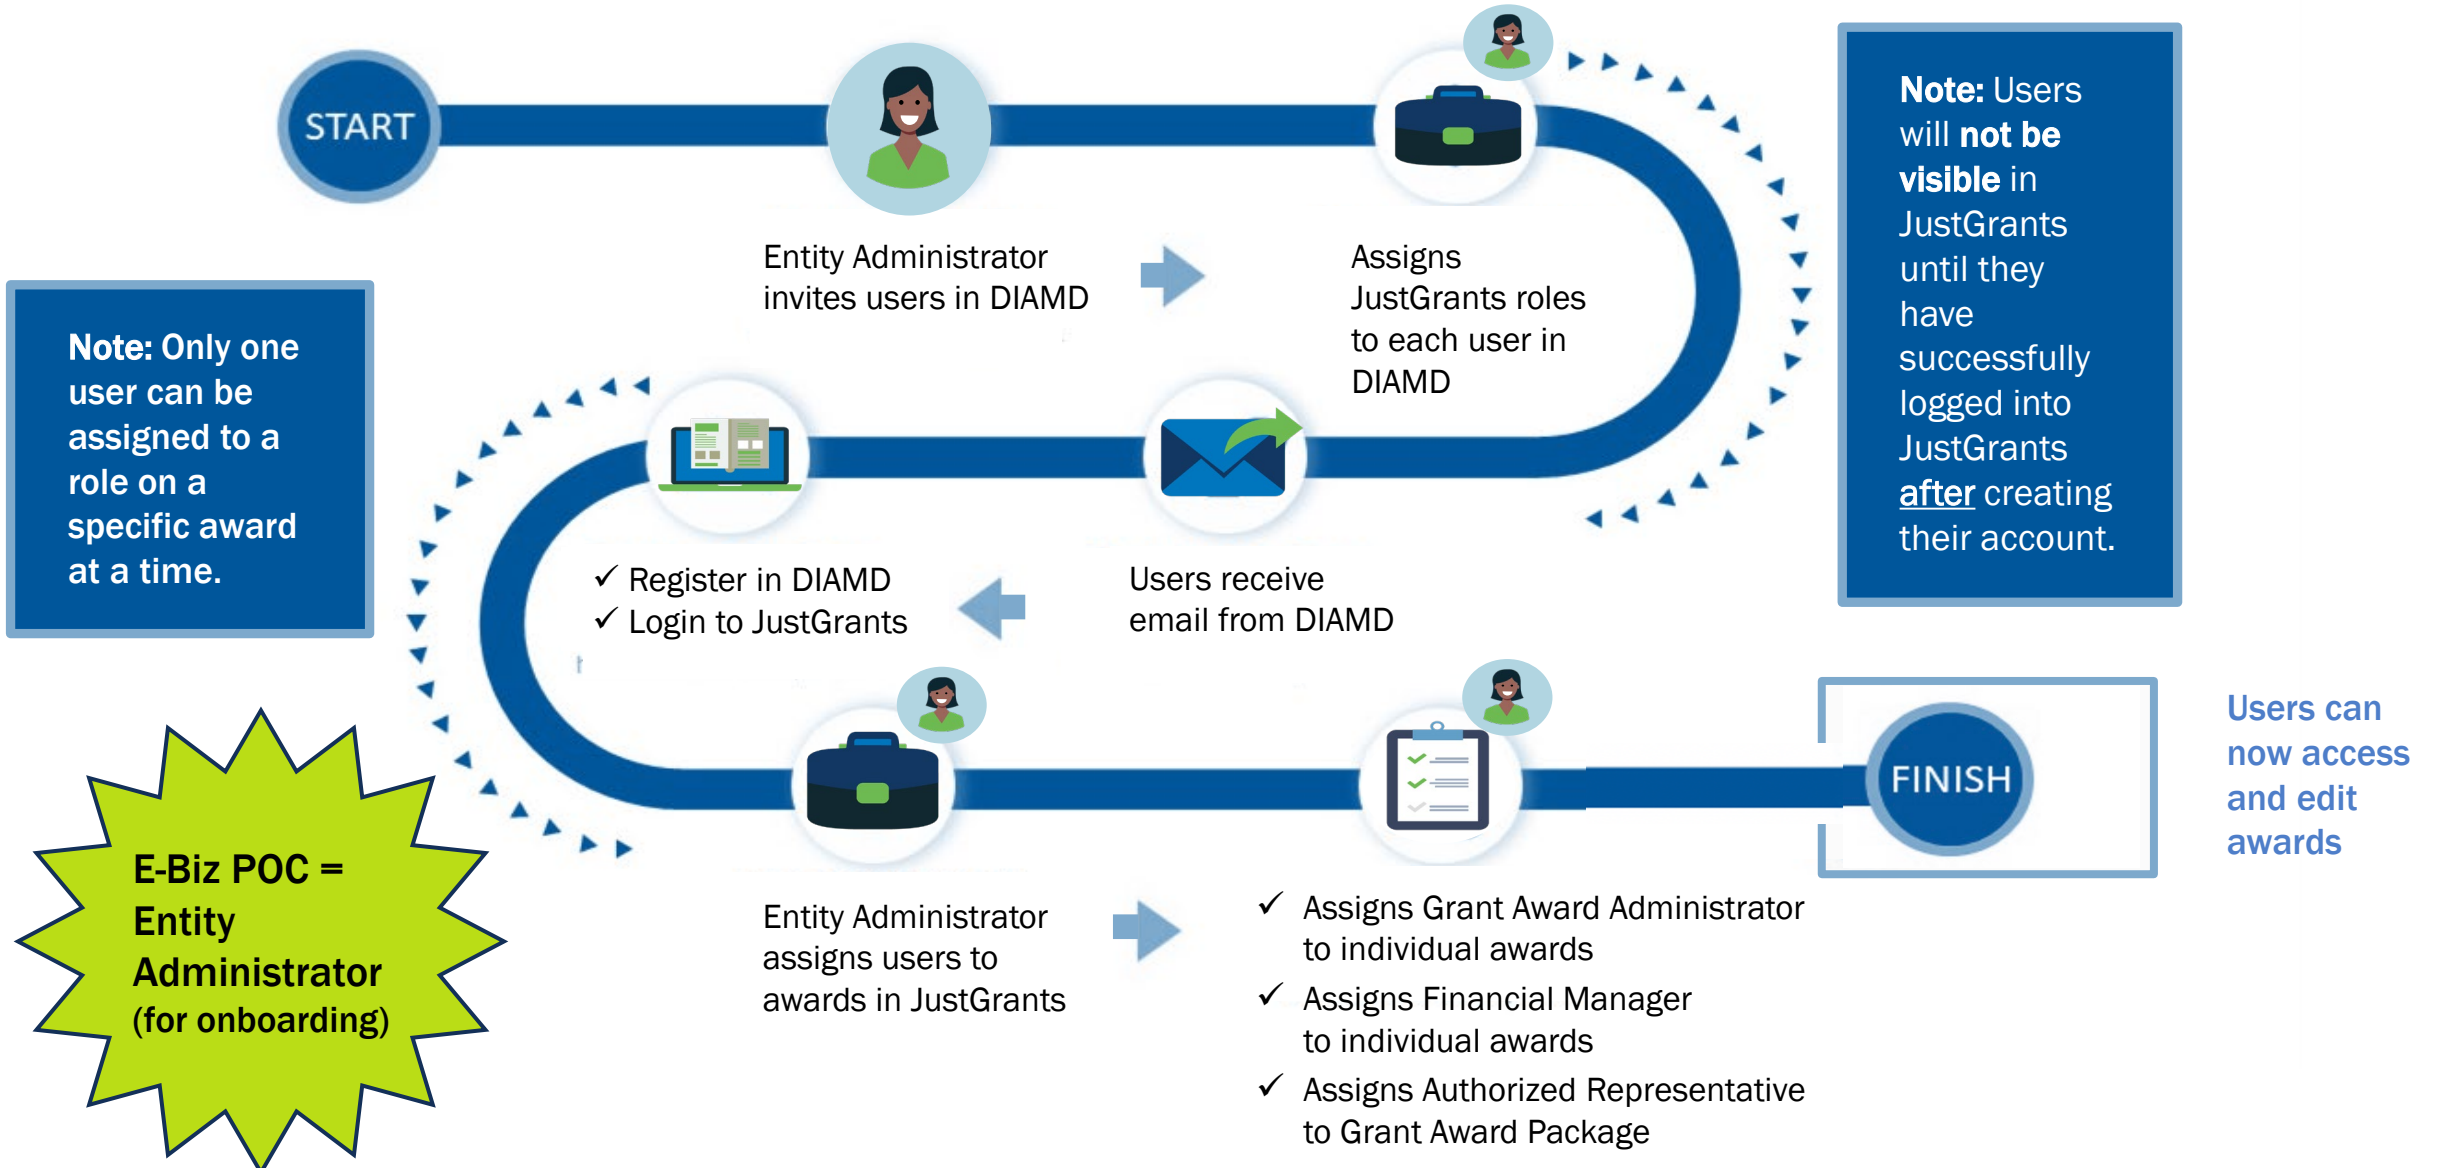 START
Entity Administrator
invites users in DIAMD
Assigns
JustGrants roles
to each user in
DIAMD
Note: Users
will not be
visible in
JustGrants
until they
have
successfully
logged into
JustGrants
after creating
their account.
Note: Only one
user can be
assigned to a
role on a
specific award
at a time.
Users receive
email from DIAMD
✓ Register in DIAMD
✓ Login to JustGrants
E-Biz POC =
Entity
Administrator
(for onboarding)
Entity Administrator
assigns users to
awards in JustGrants
✓ Assigns Grant Award Administrator
to individual awards
✓ Assigns Financial Manager
to individual awards
✓ Assigns Authorized Representative
to Grant Award Package
FINISH
Users can
now access
and edit
awards